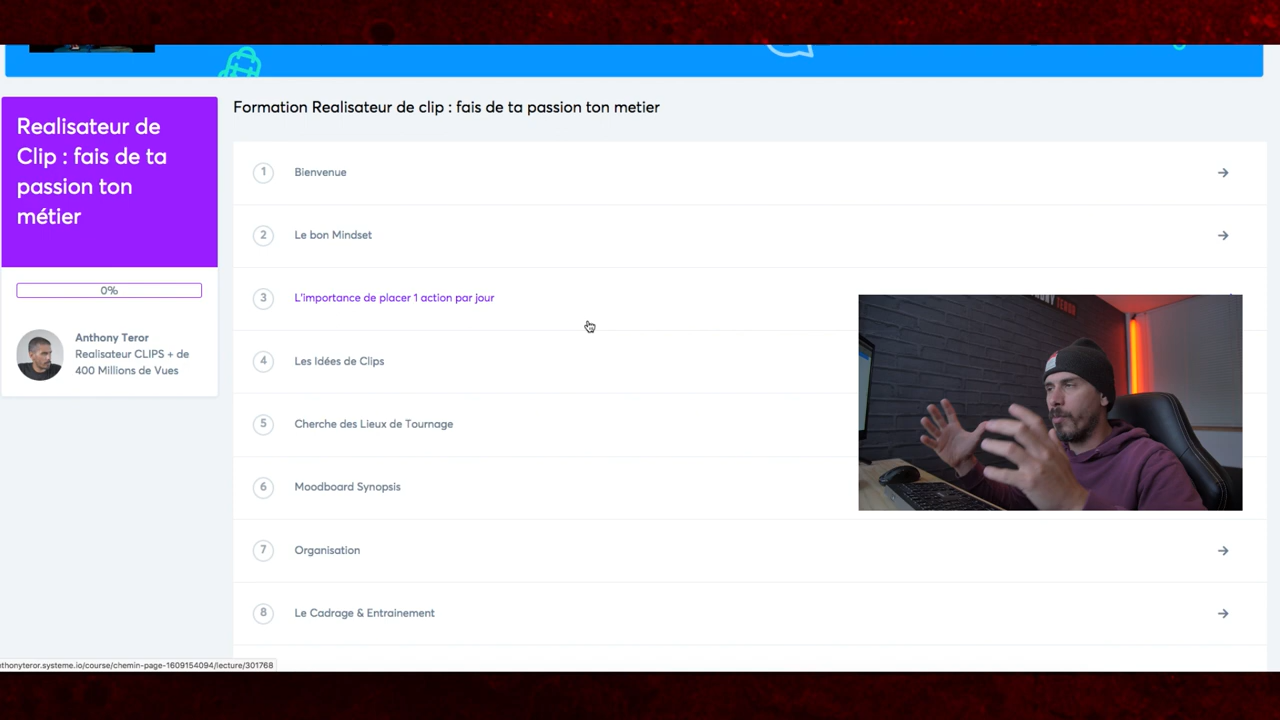 Formation Realisateur de clip : fais de ta passion ton metier
Realisateur de
Clip : fais de ta
passion ton
métier
0%
Anthony Teror
Realisateur CLIPS + de
400 Millions de Vues
1 Bienvenue
2 Le bon Mindset
3 L'importance de placer 1 action par jour
4 Les Idées de Clips
5 Cherche des Lieux de Tournage
6 Moodboard Synopsis
7 Organisation
8 Le Cadrage & Entrainement
nthonyteror.systeme.io/course/chemin-page-1609154094/lecture/301768